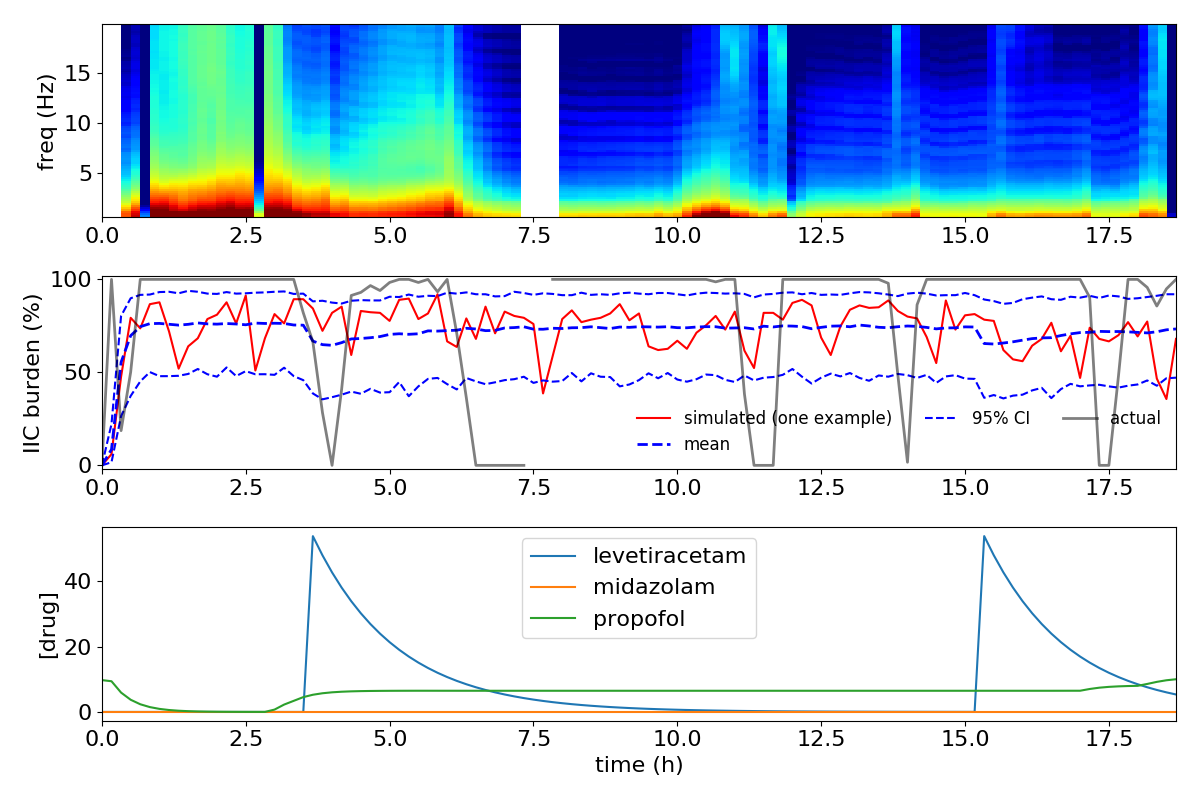 freq (Hz)
15
10
5
0.0 2.5 5.0 7.5 10.0 12.5 15.0 17.5
IIC burden (%)
100
50
0
simulated (one example) 95% CI actual
mean
0.0 2.5 5.0 7.5 10.0 12.5 15.0 17.5
[drug]
40
20
0
levetiracetam
midazolam
propofol
0.0 2.5 5.0 7.5 10.0 12.5 15.0 17.5
time (h)